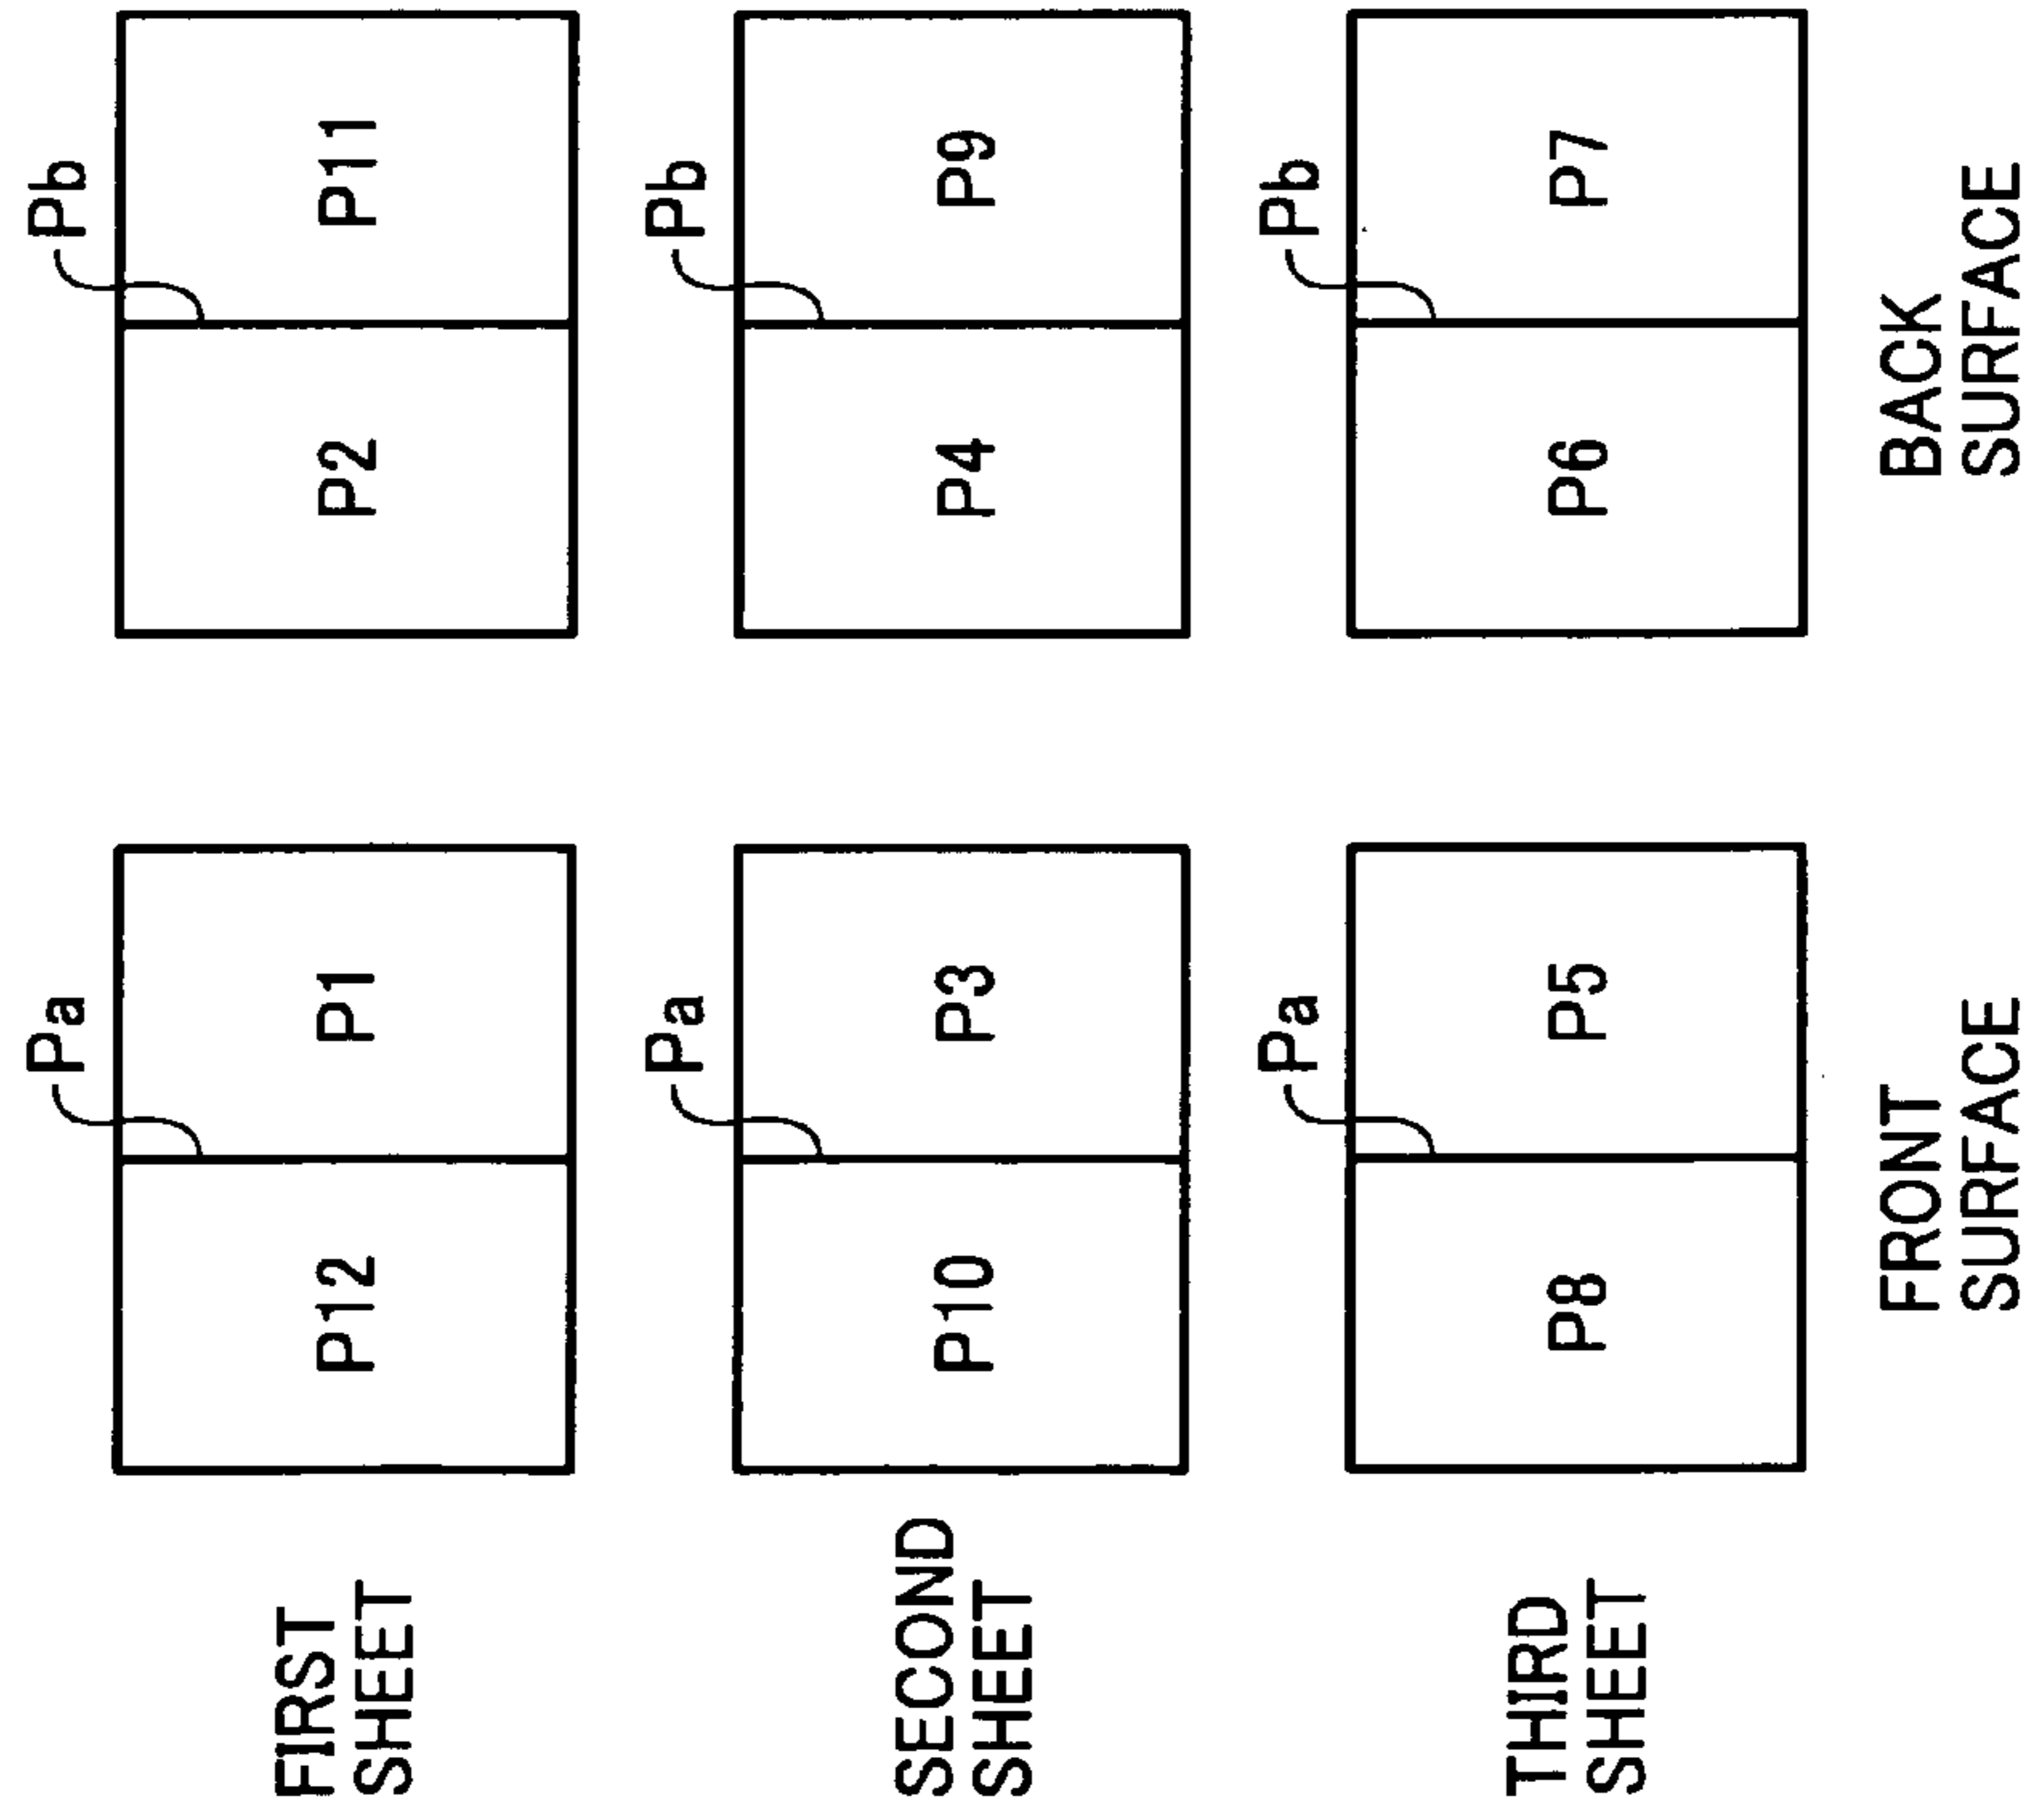 Pa
Pb
FIRST
SHEET
P12
P1
P2
P11
Pa
Pb
SECOND
SHEET
P10
P3
P4
P9
Pa
Pb
THIRD
SHEET
P8
P5
P6
P7
FRONT
SURFACE
BACK
SURFACE